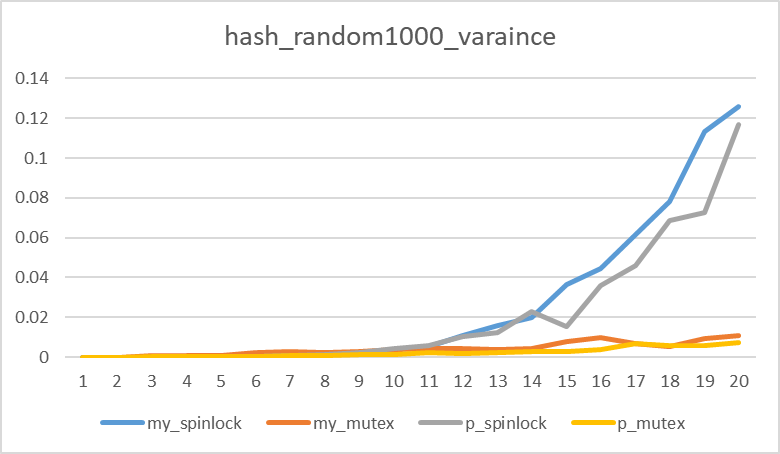 hash_random1000_varaince
0.14
0.12
0.1
0.08
0.06
0.04
0.02
0
1 2 3 4 5 6 7 8 9 10 11 12 13 14 15 16 17 18 19 20
my_spinlock my_mutex p_spinlock p_mutex